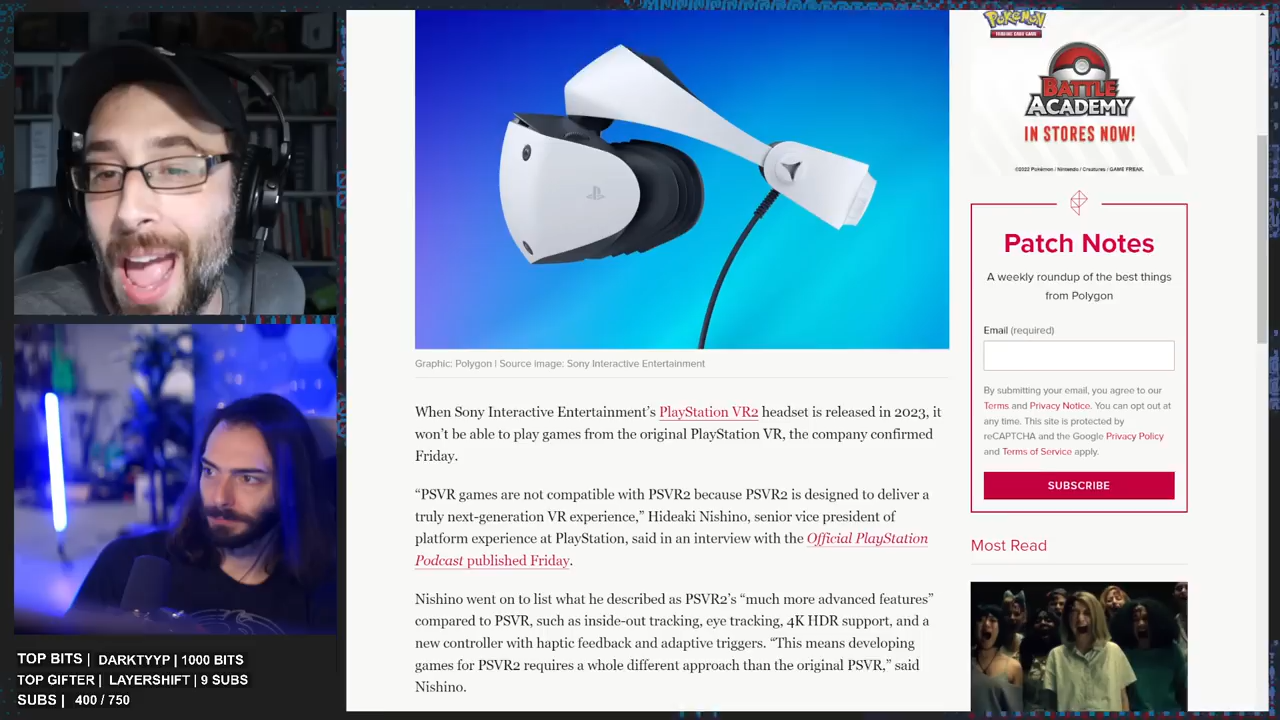 POKéMON
TRADING CARD GAME
BATTLE
ACADEMY
IN STORES NOW!
©2022 Pokémon / Nintendo / Creatures / GAME FREAK.
Graphic: Polygon | Source image: Sony Interactive Entertainment
When Sony Interactive Entertainment’s PlayStation VR2 headset is released in 2023, it
won’t be able to play games from the original PlayStation VR, the company confirmed
Friday.
“PSVR games are not compatible with PSVR2 because PSVR2 is designed to deliver a
truly next-generation VR experience,” Hideaki Nishino, senior vice president of
platform experience at PlayStation, said in an interview with the Official PlayStation
Podcast published Friday.
Nishino went on to list what he described as PSVR2’s “much more advanced features”
compared to PSVR, such as inside-out tracking, eye tracking, 4K HDR support, and a
new controller with haptic feedback and adaptive triggers. “This means developing
games for PSVR2 requires a whole different approach than the original PSVR,” said
Nishino.
Patch Notes
A weekly roundup of the best things
from Polygon
Email (required)
By submitting your email, you agree to our
Terms and Privacy Notice. You can opt out at
any time. This site is protected by
reCAPTCHA and the Google Privacy Policy
and Terms of Service apply.
SUBSCRIBE
Most Read
TOP BITS | DARKTYYP | 1000 BITS
TOP GIFTER | LAYERSHIFT | 9 SUBS
SUBS | 400 / 750